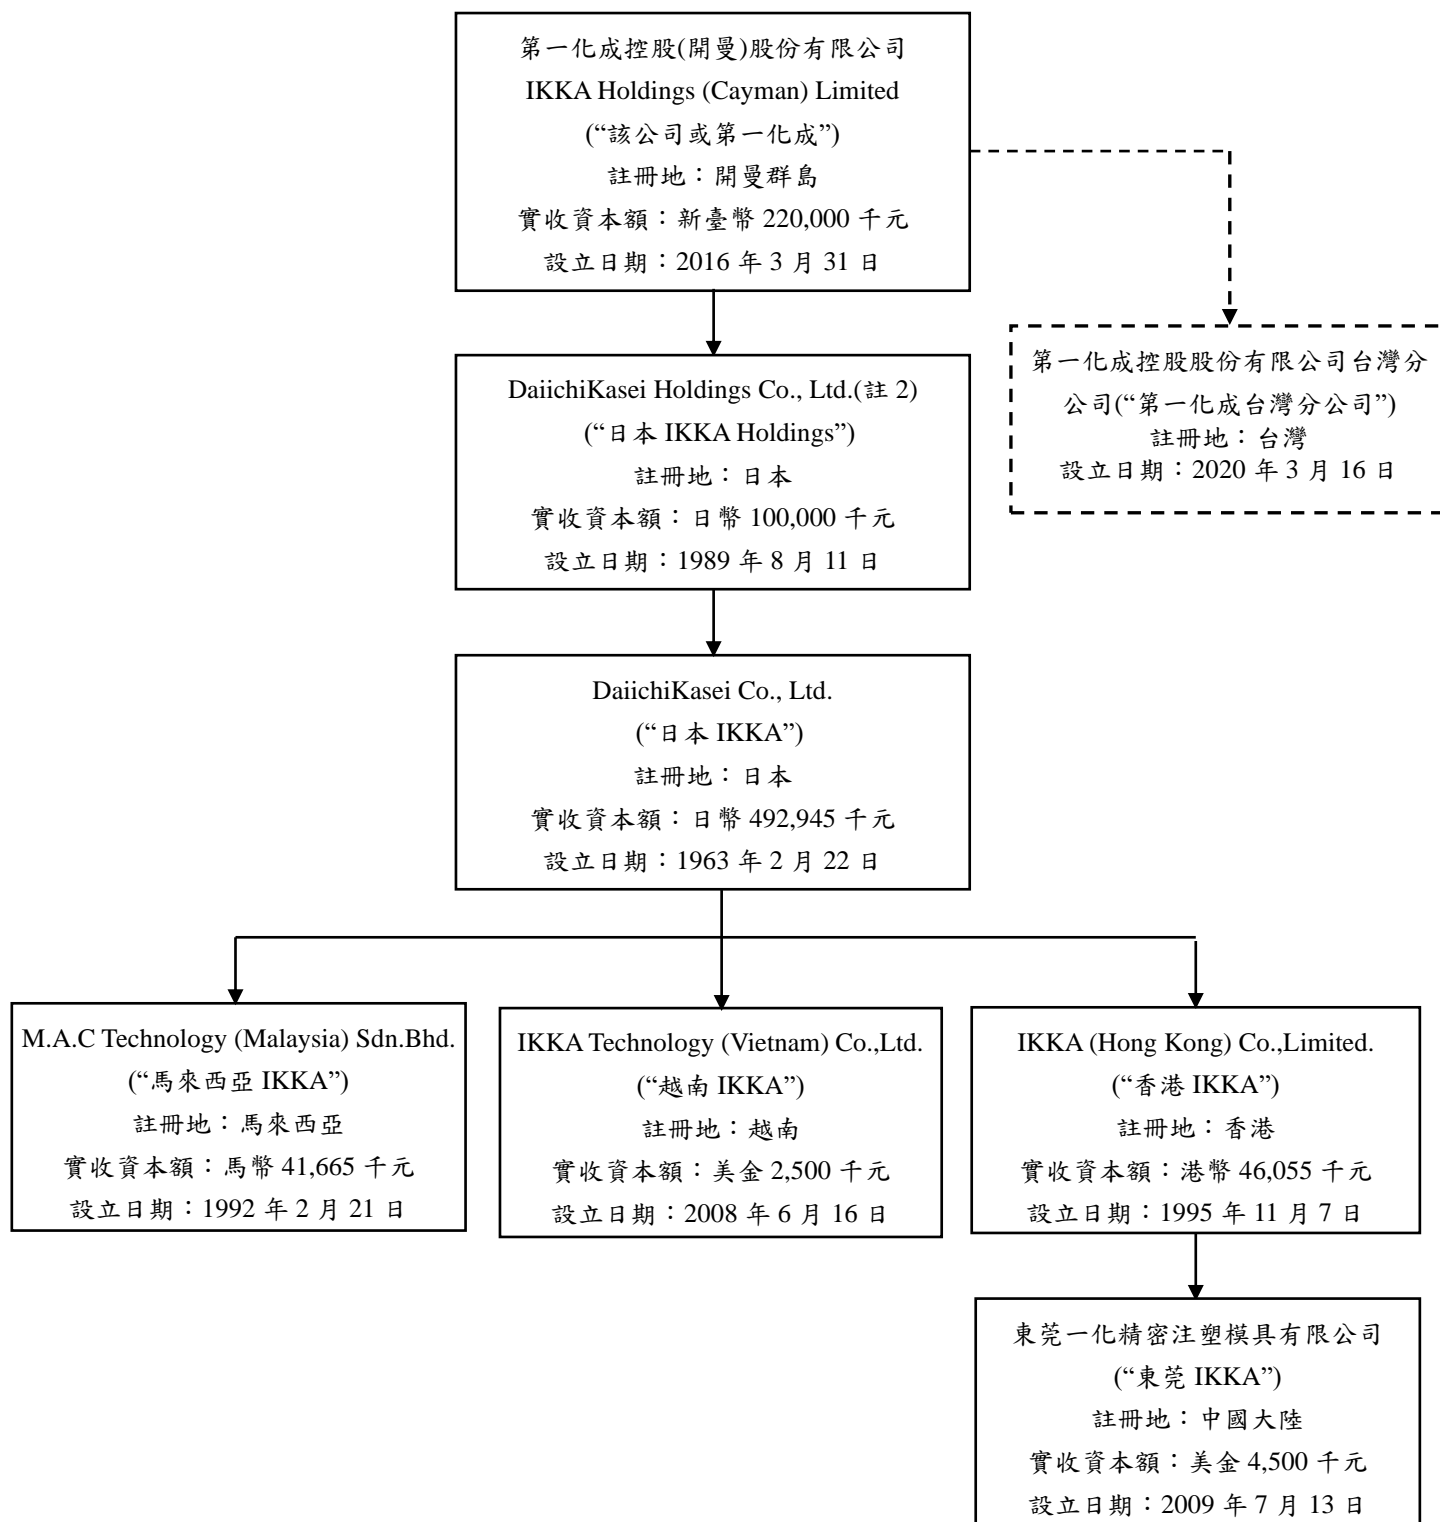 第一化成控股(開曼)股份有限公司
IKKA Holdings (Cayman) Limited
(“該公司或第一化成”)
註冊地：開曼群島
實收資本額：新臺幣 220,000 千元
設立日期：2016 年 3 月 31 日
第一化成控股股份有限公司台灣分
公司(“第一化成台灣分公司”)
註冊地：台灣
設立日期：2020 年 3 月 16 日
DaiichiKasei Holdings Co., Ltd.(註 2)
(“日本 IKKA Holdings”)
註冊地：日本
實收資本額：日幣 100,000 千元
設立日期：1989 年 8 月 11 日
DaiichiKasei Co., Ltd.
(“日本 IKKA”)
註冊地：日本
實收資本額：日幣 492,945 千元
設立日期：1963 年 2 月 22 日
M.A.C Technology (Malaysia) Sdn.Bhd.
(“馬來西亞 IKKA”)
註冊地：馬來西亞
實收資本額：馬幣 41,665 千元
設立日期：1992 年 2 月 21 日
IKKA Technology (Vietnam) Co.,Ltd.
(“越南 IKKA”)
註冊地：越南
實收資本額：美金 2,500 千元
設立日期：2008 年 6 月 16 日
IKKA (Hong Kong) Co.,Limited.
(“香港 IKKA”)
註冊地：香港
實收資本額：港幣 46,055 千元
設立日期：1995 年 11 月 7 日
東莞一化精密注塑模具有限公司
(“東莞 IKKA”)
註冊地：中國大陸
實收資本額：美金 4,500 千元
設立日期：2009 年 7 月 13 日